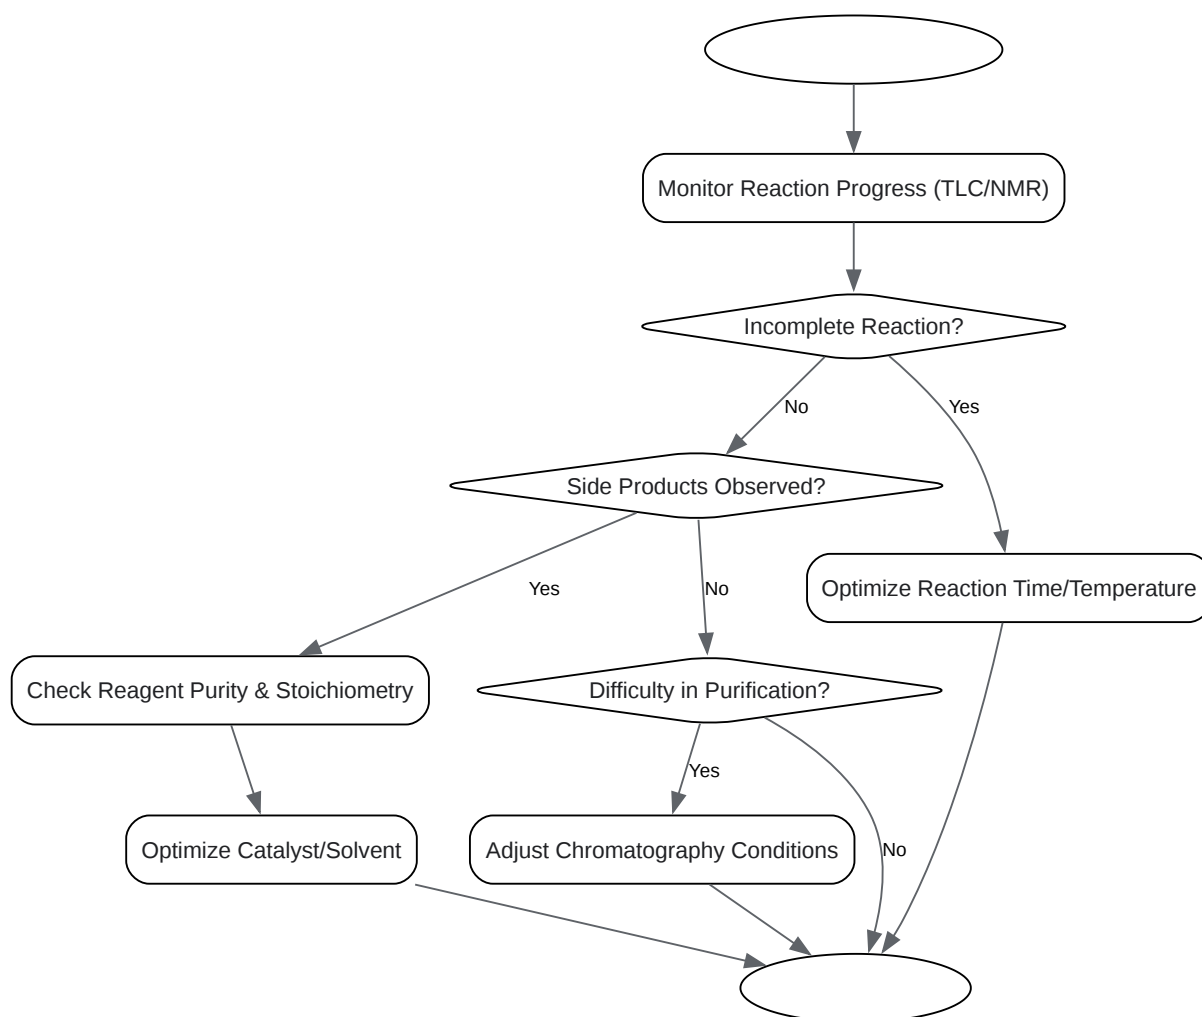 Monitor Reaction Progress (TLC/NMR)
Incomplete Reaction?
No
Yes
Side Products Observed?
Yes
No
Optimize Reaction Time/Temperature
Check Reagent Purity & Stoichiometry
Difficulty in Purification?
Yes
Optimize Catalyst/Solvent
Adjust Chromatography Conditions
No